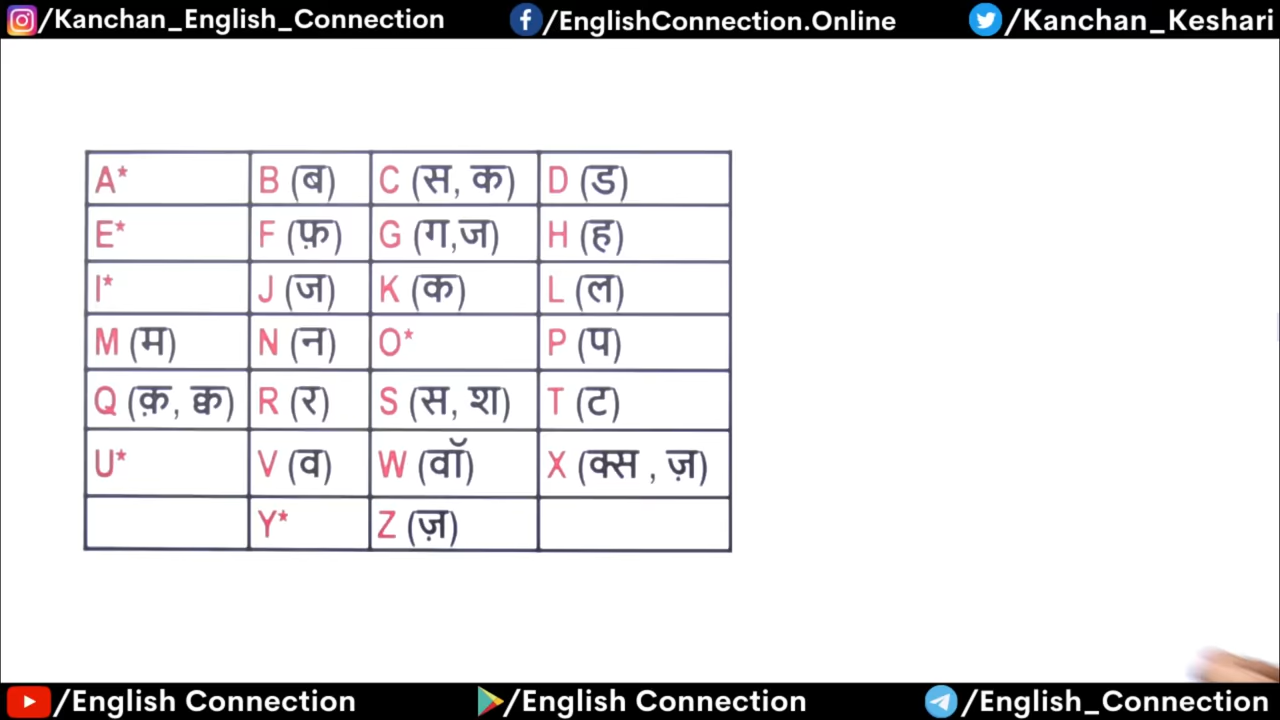 /Kanchan_English_Connection /EnglishConnection.Online /Kanchan_Keshari
A* B (ब) C (स, क) D (ड)
E* F (फ़) G (ग,ज) H (ह)
I* J (ज) K (क) L (ल)
M (म) N (न) O* P (प)
Q (क़, क्व) R (र) S (स, श) T (ट)
U* V (व) W (वॉ) X (क्स , ज़)
Y* Z (ज़)
/English Connection /English Connection /English_Connection